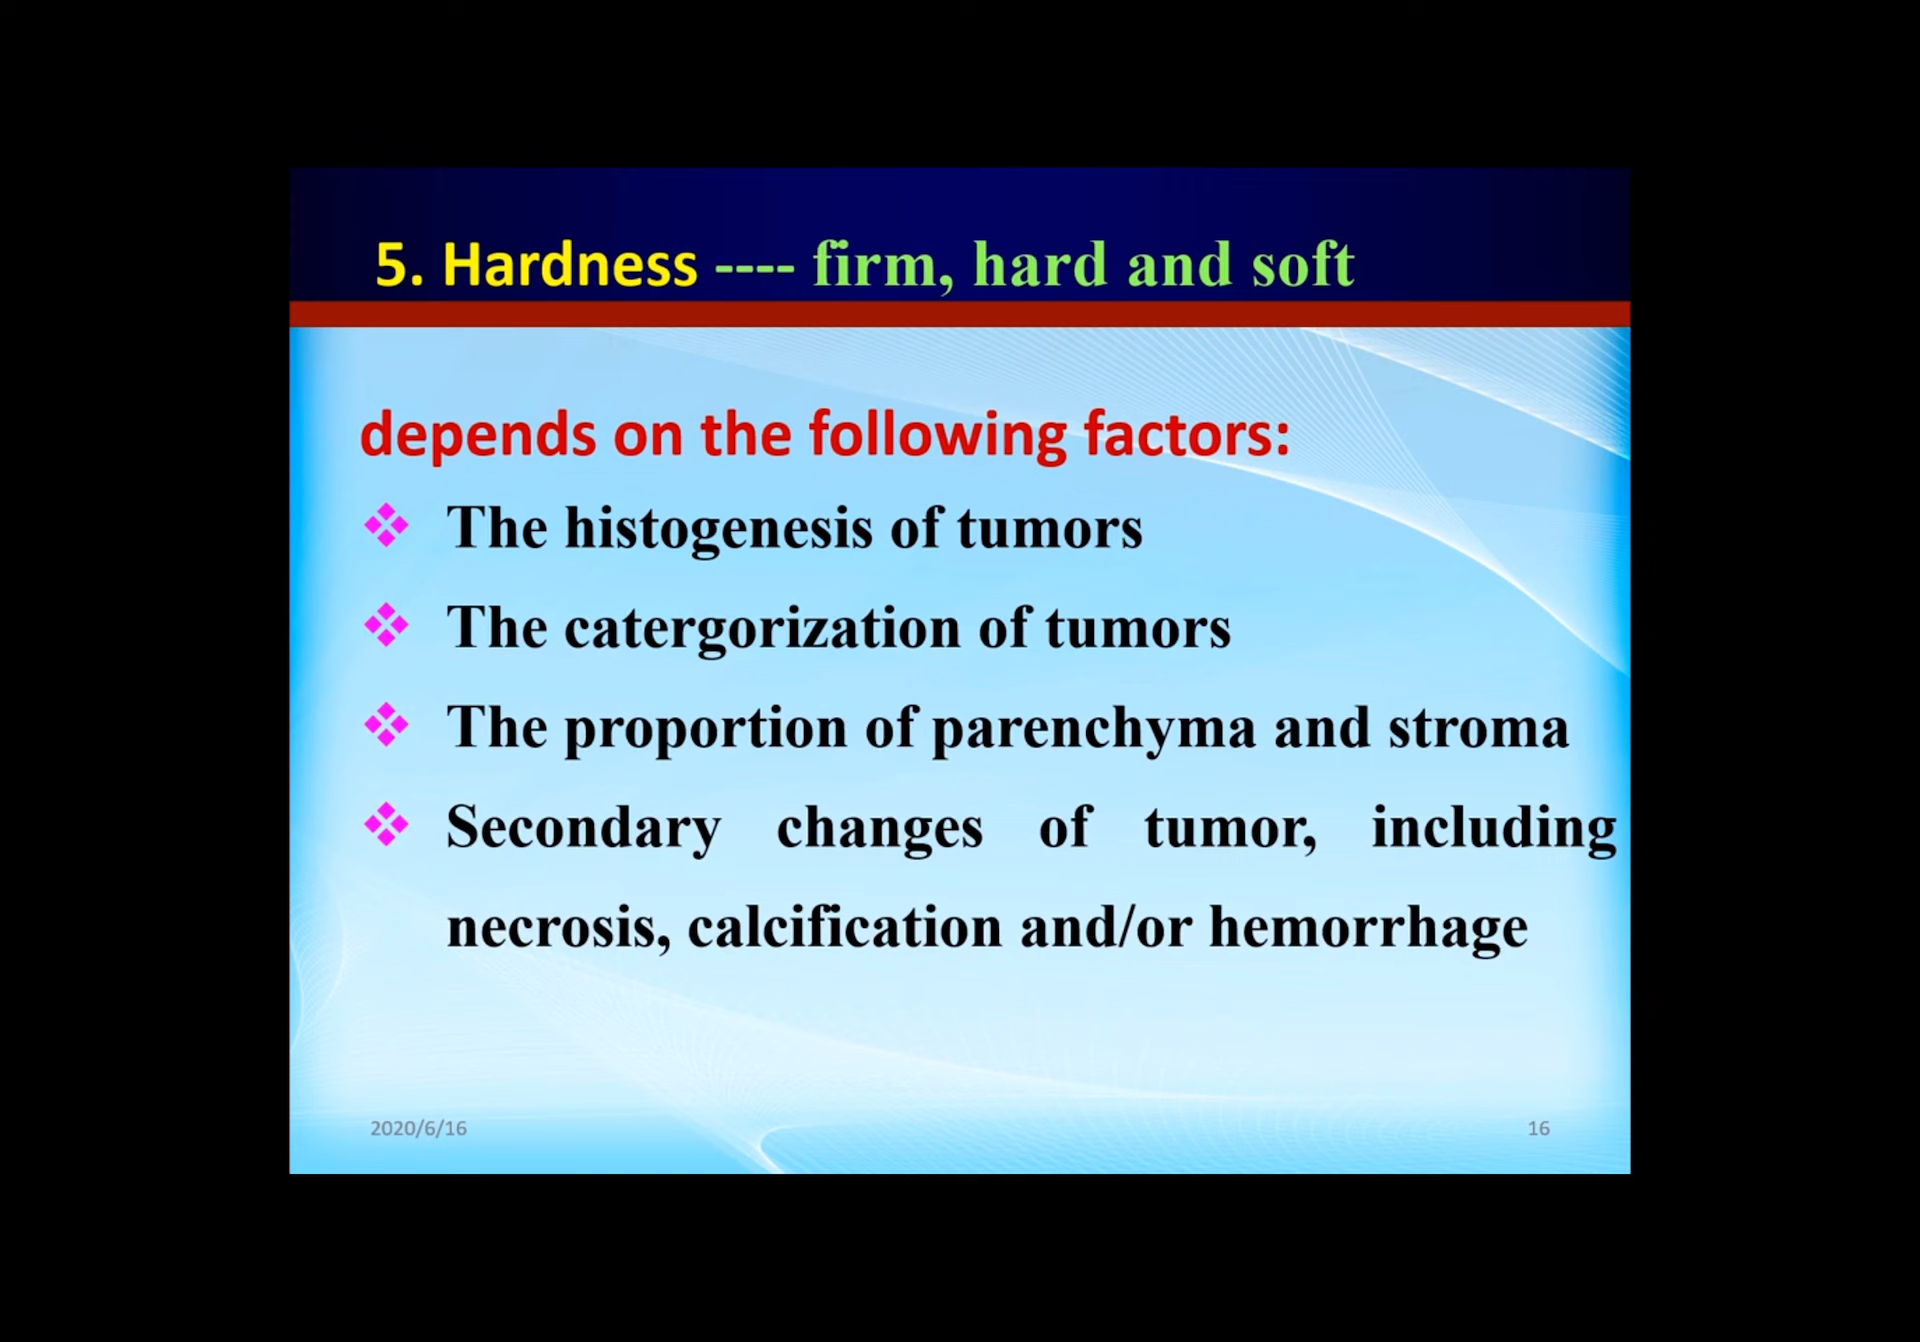 5. Hardness ---- firm, hard and soft
depends on the following factors:
The histogenesis of tumors
The catergorization of tumors
The proportion of parenchyma and stroma
Secondary changes of tumor, including
necrosis, calcification and/or hemorrhage
2020/6/16
16